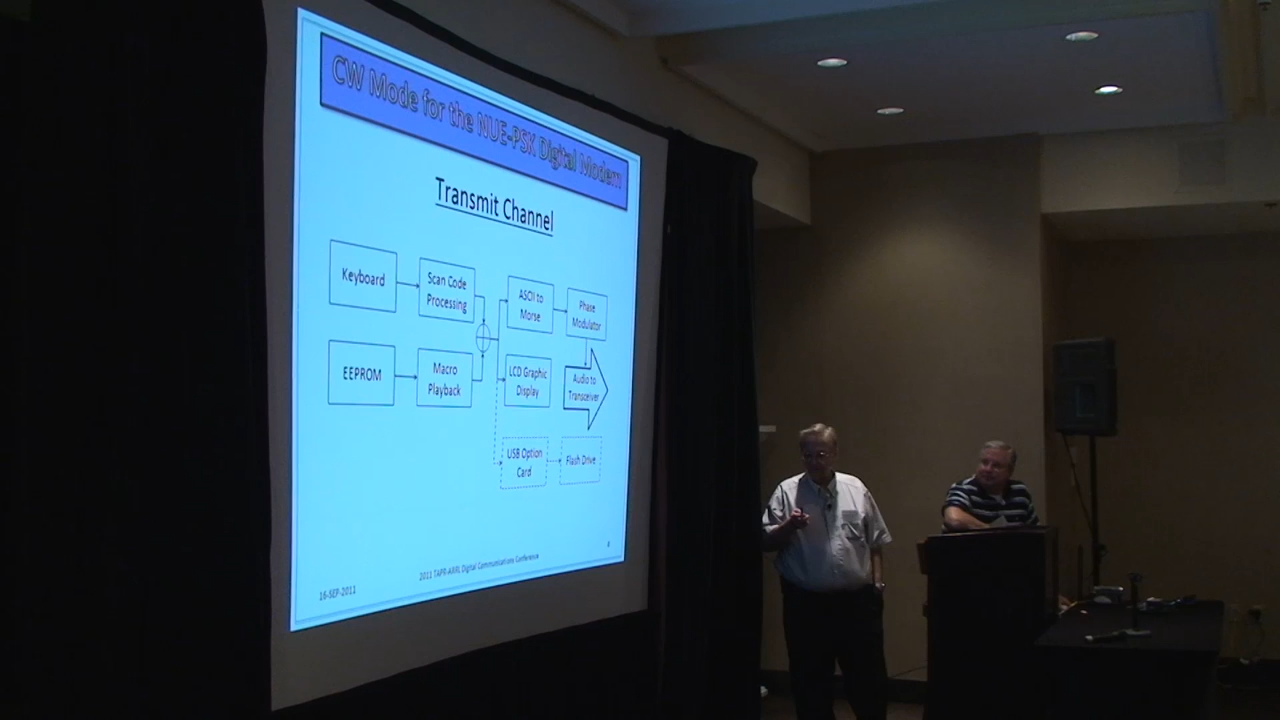 CW Mode for the NUE-PSK Digital Modem
Transmit Channel
Keyboard
Scan Code
Processing
ASCII to
Morse
Phase
Modulator
EEPROM
Macro
Playback
LCD Graphic
Display
Audio to
Transceiver
USB Option
Card
Flash Drive
16-SEP-2011
2011 TAPR-ARRL Digital Communications Conference